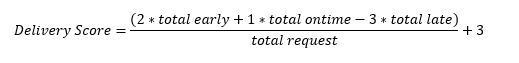 Delivery Score = (2 * total early + 1 * total ontime − 3 * total late) / total request + 3